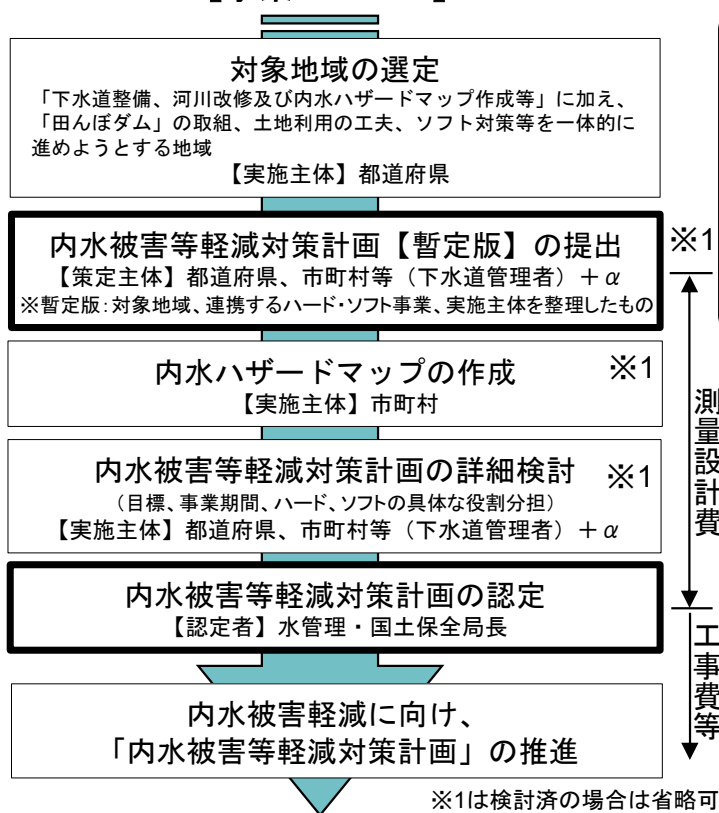 対象地域の選定
「下水道整備、河川改修及び内水ハザードマップ作成等」に加え、
「田んぼダム」の取組、土地利用の工夫、ソフト対策等を一体的に
進めようとする地域
【実施主体】都道府県
内水被害等軽減対策計画【暫定版】の提出
※1
【策定主体】都道府県、市町村等（下水道管理者）＋α
※暫定版：対象地域、連携するハード・ソフト事業、実施主体を整理したもの
内水ハザードマップの作成
※1
【実施主体】市町村
内水被害等軽減対策計画の詳細検討
※1
（目標、事業期間、ハード、ソフトの具体な役割分担）
【実施主体】都道府県、市町村等（下水道管理者）＋α
測量設計費
内水被害等軽減対策計画の認定
【認定者】水管理・国土保全局長
工事費等
内水被害軽減に向け、
「内水被害等軽減対策計画」の推進
※1は検討済の場合は省略可